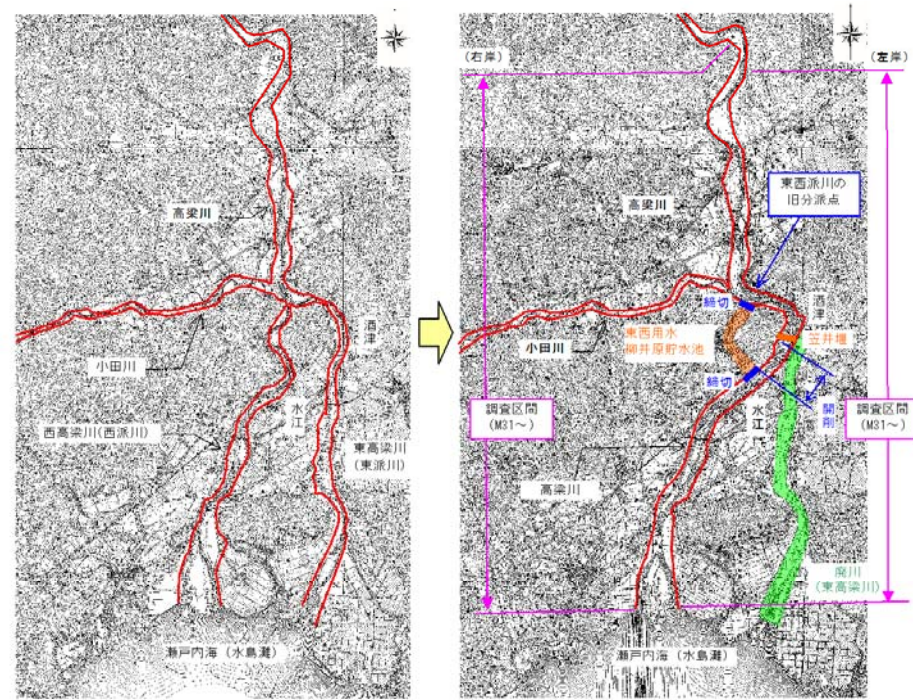 高梁川
小田川
酒津
水江
西高梁川(西派川)
東高梁川
(東派川)
瀬戸内海（水島灘）
（右岸）
（左岸）
東西派川の
旧分派点
高梁川
締切
酒津
東西用水
柳井原貯水池
笠井堰
小田川
締切
開削
調査区間
(M31～)
水江
調査区間
(M31～)
高梁川
廃川
(東高梁川)
瀬戸内海（水島灘）